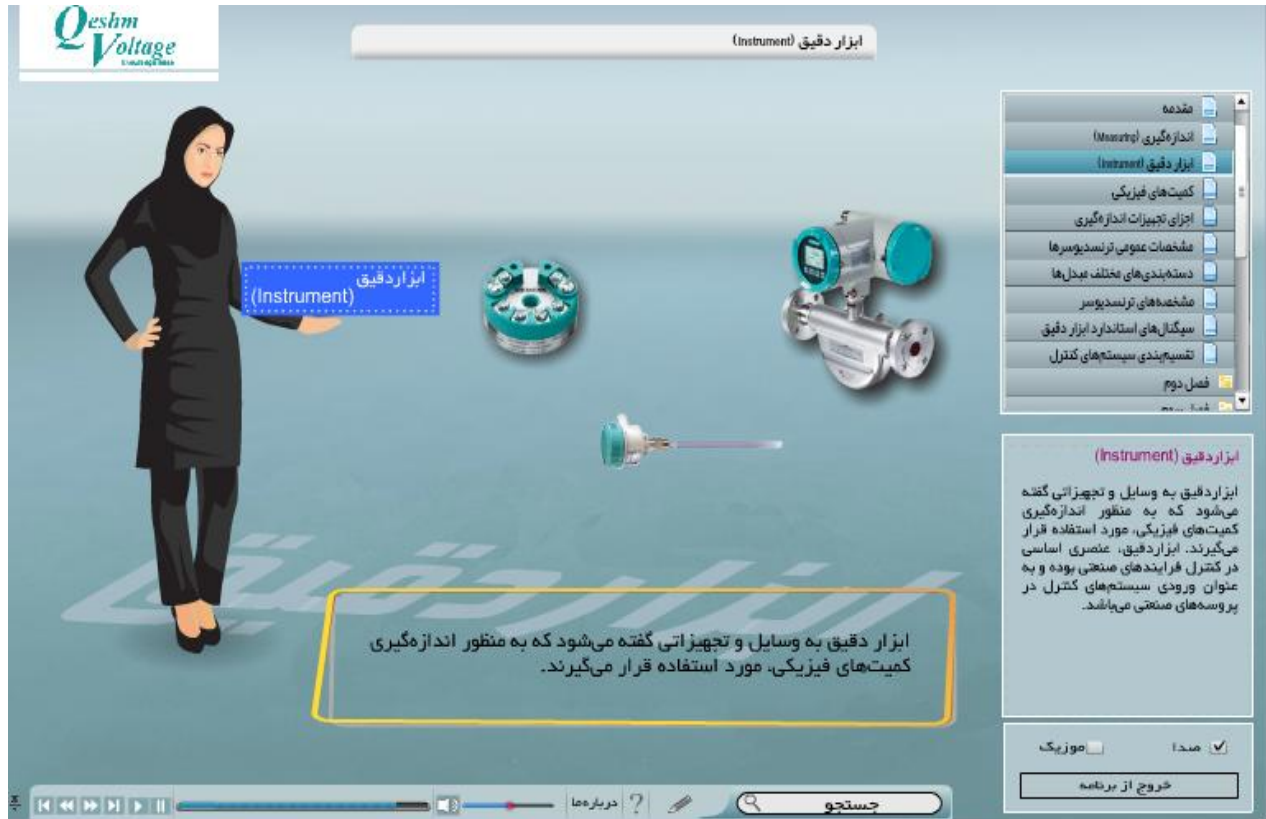 Qeshm
Voltage
ابزار دقیق (Instrument)
مقدمه
اندازه‌گیری (Measuring)
ابزار دقیق (Instrument)
کمیت‌های فیزیکی
اجزای تجهیزات اندازه‌گیری
مشخصات عمومی ترنسدیوسرها
دسته‌بندی‌های مختلف مبدل‌ها
مشخصه‌های ترنسدیوسر
سیگنال‌های استاندارد ابزار دقیق
تقسیم‌بندی سیستم‌های کنترل
فصل دوم
ابزاردقیق
(Instrument)
ابزاردقیق (Instrument)
ابزاردقیق به وسایل و تجهیزاتی گفته
می‌شود که به منظور اندازه‌گیری
کمیت‌های فیزیکی، مورد استفاده قرار
می‌گیرند. ابزاردقیق، عنصری اساسی
در کنترل فرایندهای صنعتی بوده و به
عنوان ورودی سیستم‌های کنترل در
پروسه‌های صنعتی می‌باشد.
ابزاردقیق
ابزار دقیق به وسایل و تجهیزاتی گفته می‌شود که به منظور اندازه‌گیری
کمیت‌های فیزیکی، مورد استفاده قرار می‌گیرند.
صدا
موزیک
خروج از برنامه
جستجو
درباره‌ما